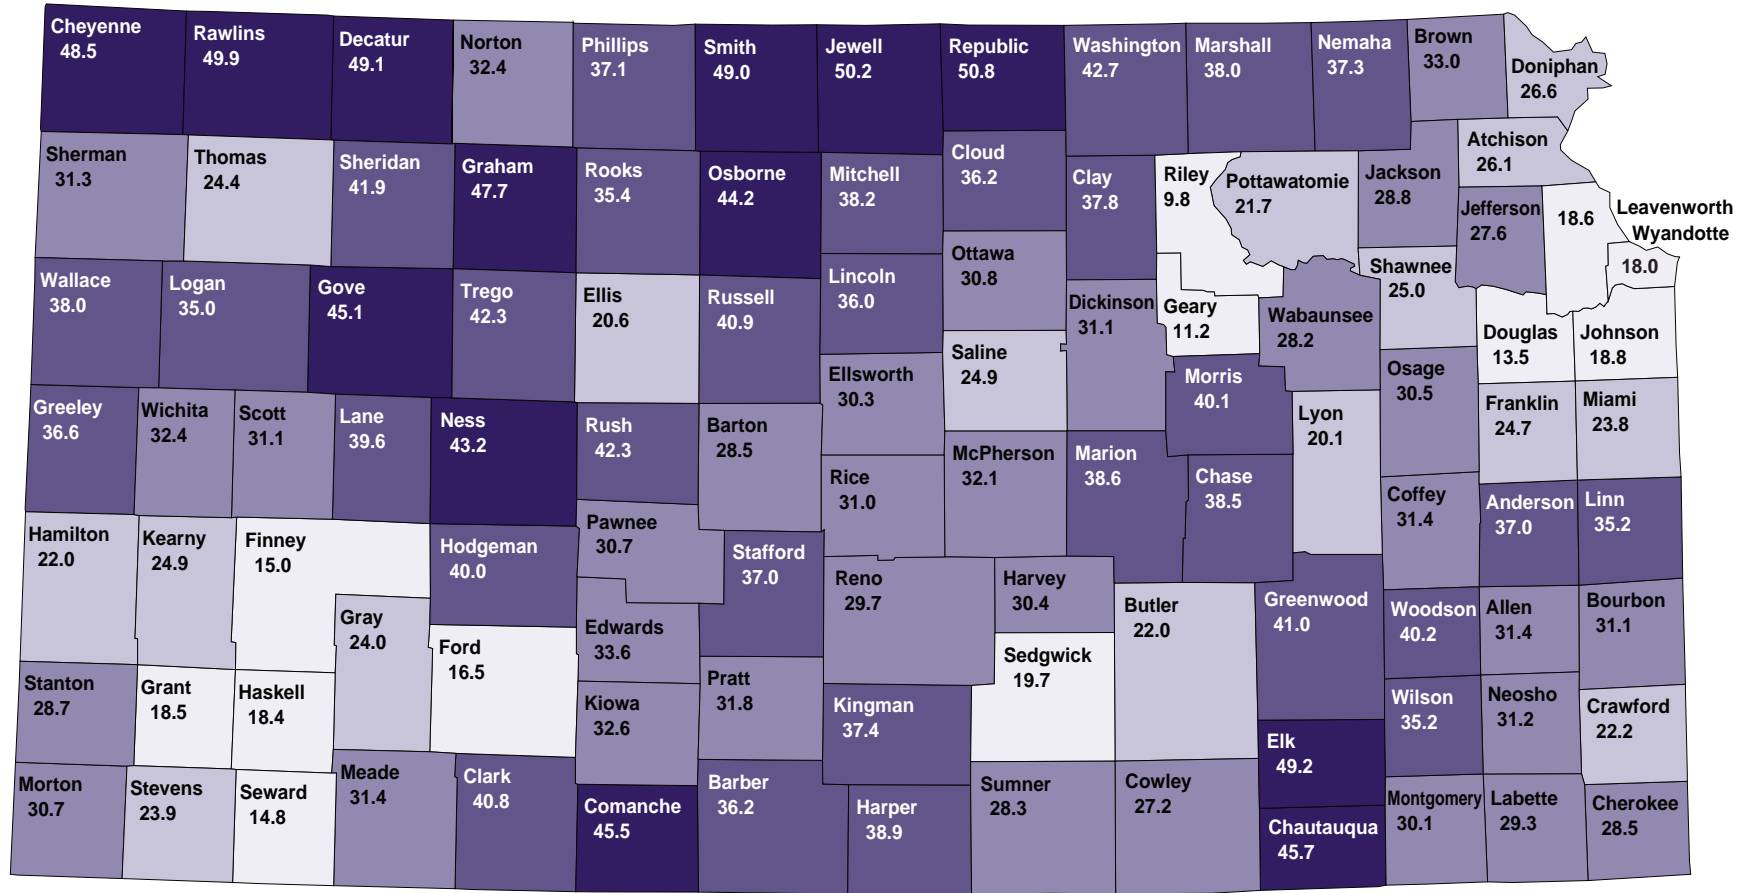 Cheyenne
48.5
Rawlins
49.9
Decatur
49.1
Norton
32.4
Phillips
37.1
Smith
49.0
Jewell
50.2
Republic
50.8
Washington
42.7
Marshall
38.0
Nemaha
37.3
Brown
33.0
Doniphan
26.6
Sherman
31.3
Thomas
24.4
Sheridan
41.9
Graham
47.7
Rooks
35.4
Osborne
44.2
Mitchell
38.2
Cloud
36.2
Clay
37.8
Riley
9.8
Pottawatomie
21.7
Jackson
28.8
Atchison
26.1
Jefferson
27.6
18.6
Leavenworth
Wyandotte
18.0
Wallace
38.0
Logan
35.0
Gove
45.1
Trego
42.3
Ellis
20.6
Russell
40.9
Lincoln
36.0
Ottawa
30.8
Dickinson
31.1
Geary
11.2
Wabaunsee
28.2
Shawnee
25.0
Douglas
13.5
Johnson
18.8
Saline
24.9
Ellsworth
30.3
Morris
40.1
Osage
30.5
Franklin
24.7
Miami
23.8
Greeley
36.6
Wichita
32.4
Scott
31.1
Lane
39.6
Ness
43.2
Rush
42.3
Barton
28.5
Rice
31.0
McPherson
32.1
Marion
38.6
Chase
38.5
Lyon
20.1
Coffey
31.4
Anderson
37.0
Linn
35.2
Hamilton
22.0
Kearny
24.9
Finney
15.0
Hodgeman
40.0
Pawnee
30.7
Stafford
37.0
Reno
29.7
Harvey
30.4
Butler
22.0
Greenwood
41.0
Woodson
40.2
Allen
31.4
Bourbon
31.1
Gray
24.0
Ford
16.5
Edwards
33.6
Sedgwick
19.7
Stanton
28.7
Grant
18.5
Haskell
18.4
Kiowa
32.6
Pratt
31.8
Kingman
37.4
Wilson
35.2
Neosho
31.2
Crawford
22.2
Elk
49.2
Morton
30.7
Stevens
23.9
Seward
14.8
Meade
31.4
Clark
40.8
Comanche
45.5
Barber
36.2
Harper
38.9
Sumner
28.3
Cowley
27.2
Chautauqua
45.7
Montgomery
30.1
Labette
29.3
Cherokee
28.5